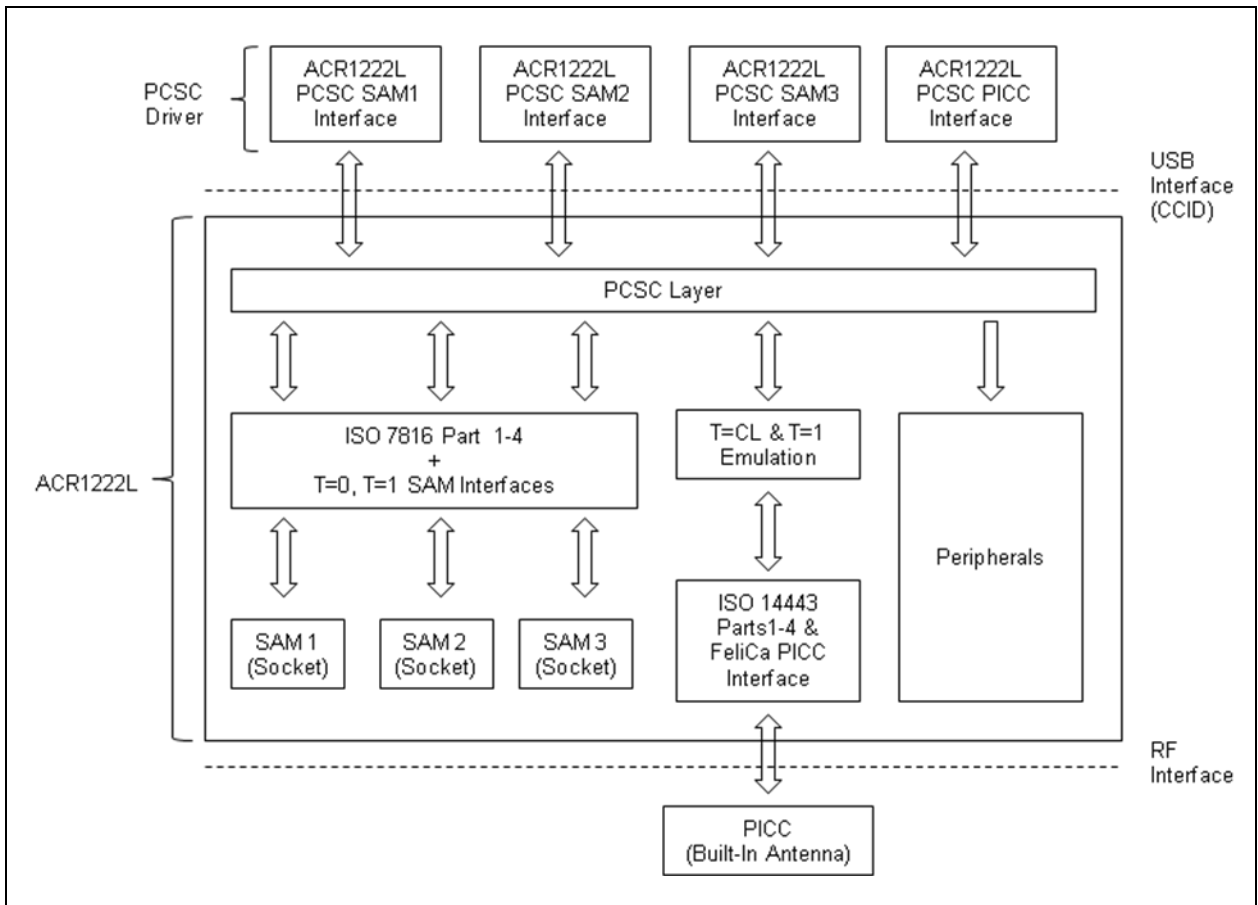 PCSC
Driver
ACR1222L
PCSC SAM1
Interface
ACR1222L
PCSC SAM2
Interface
ACR1222L
PCSC SAM3
Interface
ACR1222L
PCSC PICC
Interface
USB
Interface
(CCID)
ACR1222L
PCSC Layer
ISO 7816 Part 1-4
+
T=0, T=1 SAM Interfaces
T=CL & T=1
Emulation
Peripherals
SAM 1
(Socket)
SAM 2
(Socket)
SAM 3
(Socket)
ISO 14443
Parts1-4 &
FeliCa PICC
Interface
RF
Interface
PICC
(Built-In Antenna)